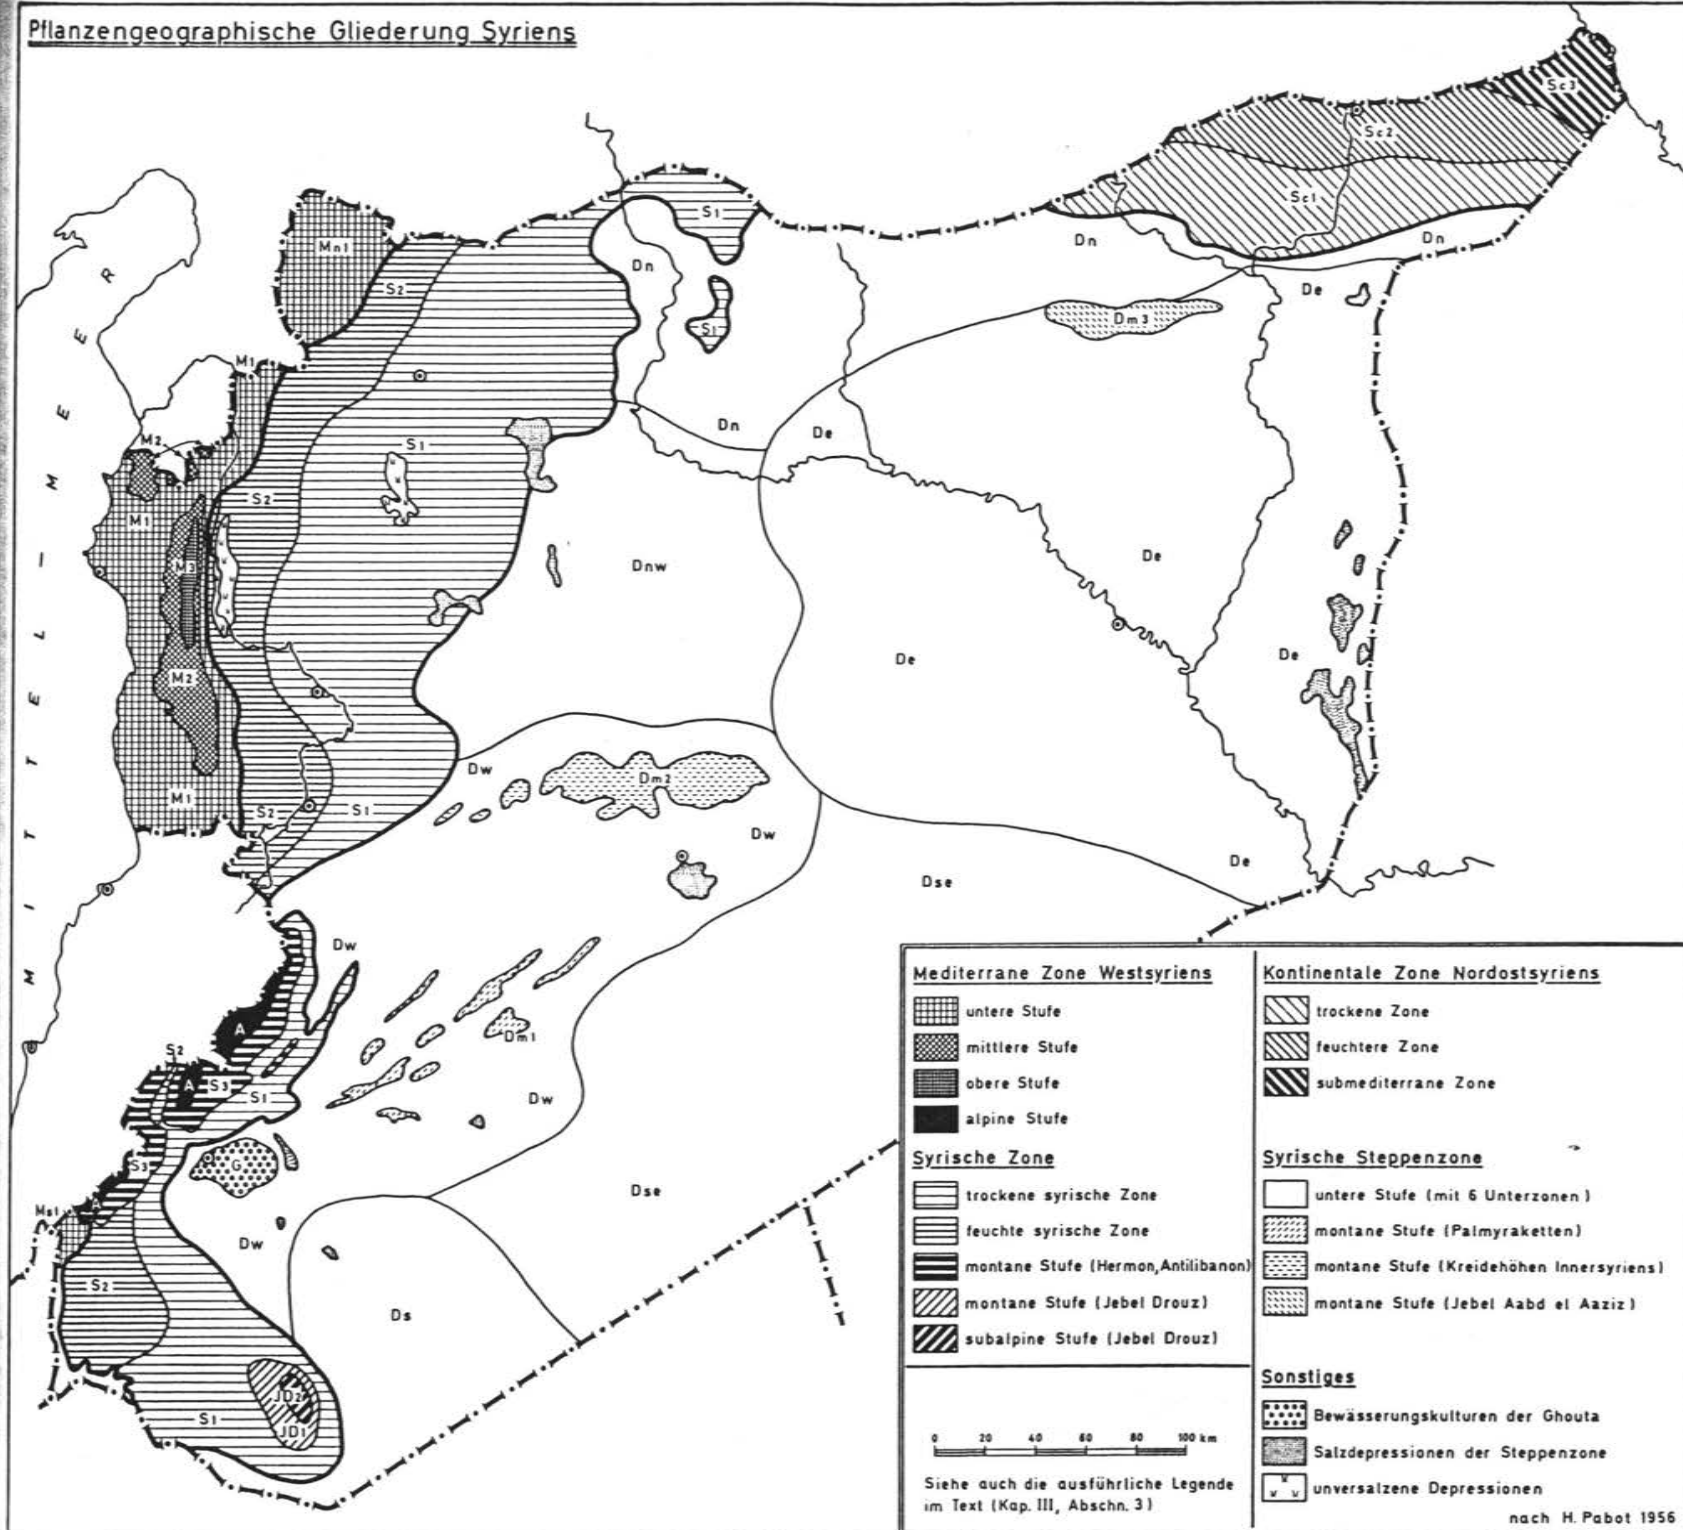 Pflanzengeographische Gliederung Syriens
Sc3
Sc2
Sc1
Mn1
S1
Dn
Dn
Dn
S2
De
Dm3
S1
M1
Dn
De
M2
S1
S2
M1
De
Dnw
M3
De
De
M2
Dw
Dm2
M1
S2
S1
Dw
De
Dse
Dw
A
Dm1
S2
A
S3
S1
Dw
S3
G
Dse
Ms1
A
Dw
S2
Ds
JD2
S1
JD1
MITTEL-MEER
Mediterrane Zone Westsyriens
untere Stufe
mittlere Stufe
obere Stufe
alpine Stufe
Syrische Zone
trockene syrische Zone
feuchte syrische Zone
montane Stufe (Hermon, Antilibanon)
montane Stufe (Jebel Drouz)
subalpine Stufe (Jebel Drouz)
0 20 40 60 80 100 km
Siehe auch die ausführliche Legende
im Text (Kap. III, Abschn. 3)
Kontinentale Zone Nordostsyriens
trockene Zone
feuchtere Zone
submediterrane Zone
Syrische Steppenzone
untere Stufe (mit 6 Unterzonen)
montane Stufe (Palmyraketten)
montane Stufe (Kreidehöhen Innersyriens)
montane Stufe (Jebel Aabd el Aaziz)
Sonstiges
Bewässerungskulturen der Ghouta
Salzdepressionen der Steppenzone
unversalzene Depressionen
nach H. Pabot 1956